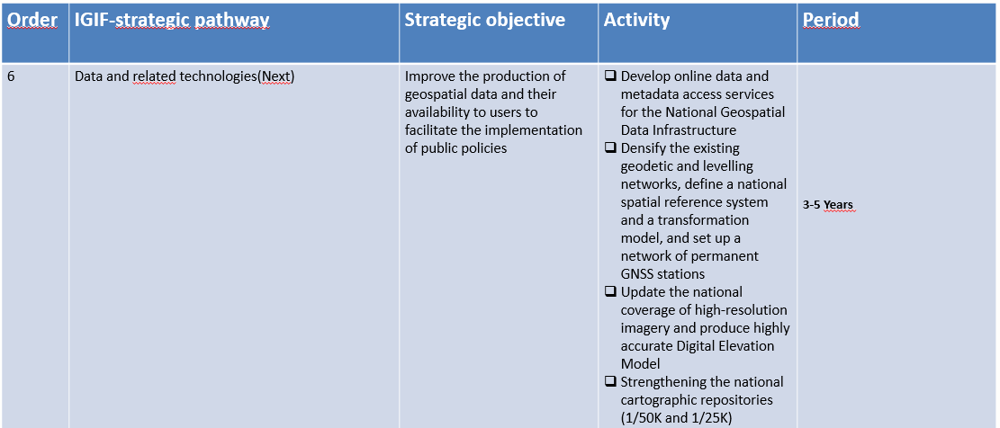 Order IGIF-strategic pathway Strategic objective Activity Period
6
Data and related technologies(Next)
Improve the production of
geospatial data and their
availability to users to
facilitate the implementation
of public policies
❑ Develop online data and
metadata access services
for the National Geospatial
Data Infrastructure
❑ Densify the existing
geodetic and levelling
networks, define a national
spatial reference system
and a transformation
model, and set up a
network of permanent
GNSS stations
❑ Update the national
coverage of high-resolution
imagery and produce highly
accurate Digital Elevation
Model
❑ Strengthening the national
cartographic repositories
(1/50K and 1/25K)
3-5 Years